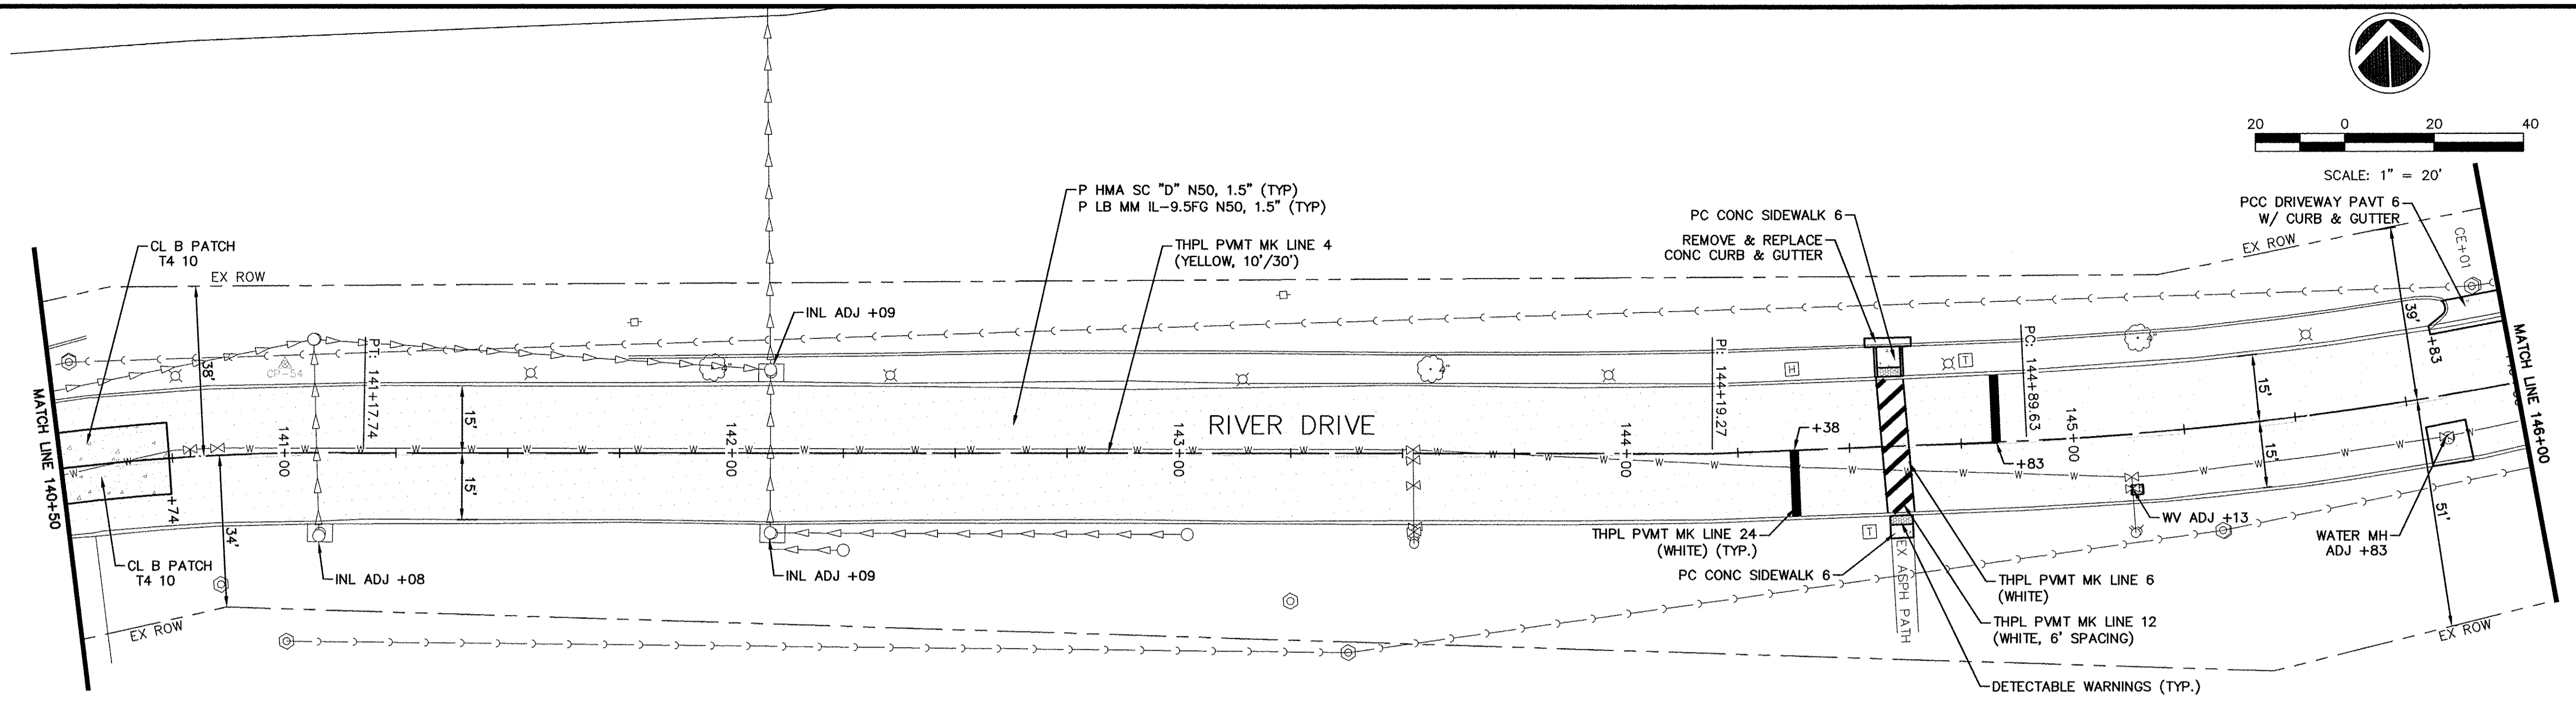 20 0 20 40
SCALE: 1" = 20'
P HMA SC "D" N50, 1.5" (TYP)
P LB MM IL-9.5FG N50, 1.5" (TYP)
THPL PVMT MK LINE 4
(YELLOW, 10'/30')
PC CONC SIDEWALK 6
REMOVE & REPLACE
CONC CURB & GUTTER
PCC DRIVEWAY PAVT 6
W/ CURB & GUTTER
CL B PATCH
T4 10
EX ROW
EX ROW
CE+01
INL ADJ +09
CP-54
38'
PT: 141+17.74
15'
4"
4"
H
T
PI: 144+19.27
PC: 144+89.63
39'
+83
15'
MATCH LINE 140+50
MATCH LINE 146+00
RIVER DRIVE
141+00
142+00
143+00
144+00
145+00
+38
+83
W W W W W W W W W W W W W W W W
15'
15'
+74
34'
51'
CL B PATCH
T4 10
EX ROW
INL ADJ +08
INL ADJ +09
THPL PVMT MK LINE 24
(WHITE) (TYP.)
T
PC CONC SIDEWALK 6
EX ASPH PATH
WV ADJ +13
WATER MH
ADJ +83
THPL PVMT MK LINE 6
(WHITE)
THPL PVMT MK LINE 12
(WHITE, 6' SPACING)
EX ROW
DETECTABLE WARNINGS (TYP.)